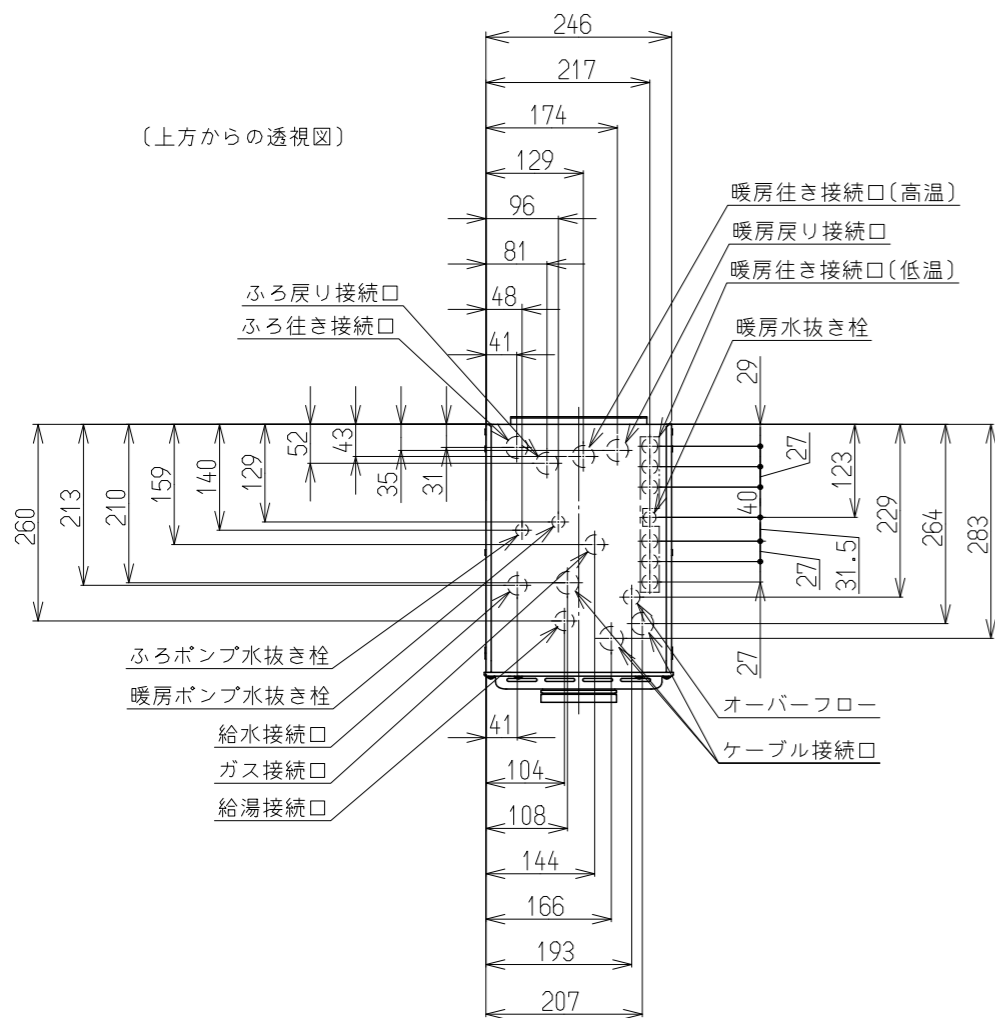 246
217
〔上方からの透視図〕
174
129
96
暖房往き接続口(高温)
81
暖房戻り接続口
ふろ戻り接続口
48
暖房往き接続口(低温)
ふろ往き接続口
41
暖房水抜き栓
29
260
213
210
159
140
129
52
43
35
31
27
40
123
229
264
283
31.5
27
27
ふろポンプ水抜き栓
暖房ポンプ水抜き栓
給水接続口
ガス接続口
給湯接続口
オーバーフロー
ケーブル接続口
41
104
108
144
166
193
207